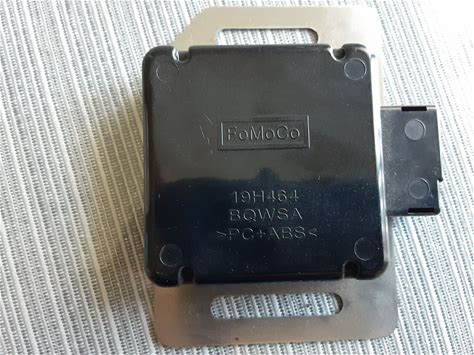 FoMoCo
19H464
BQWSA
>PC+ABS<